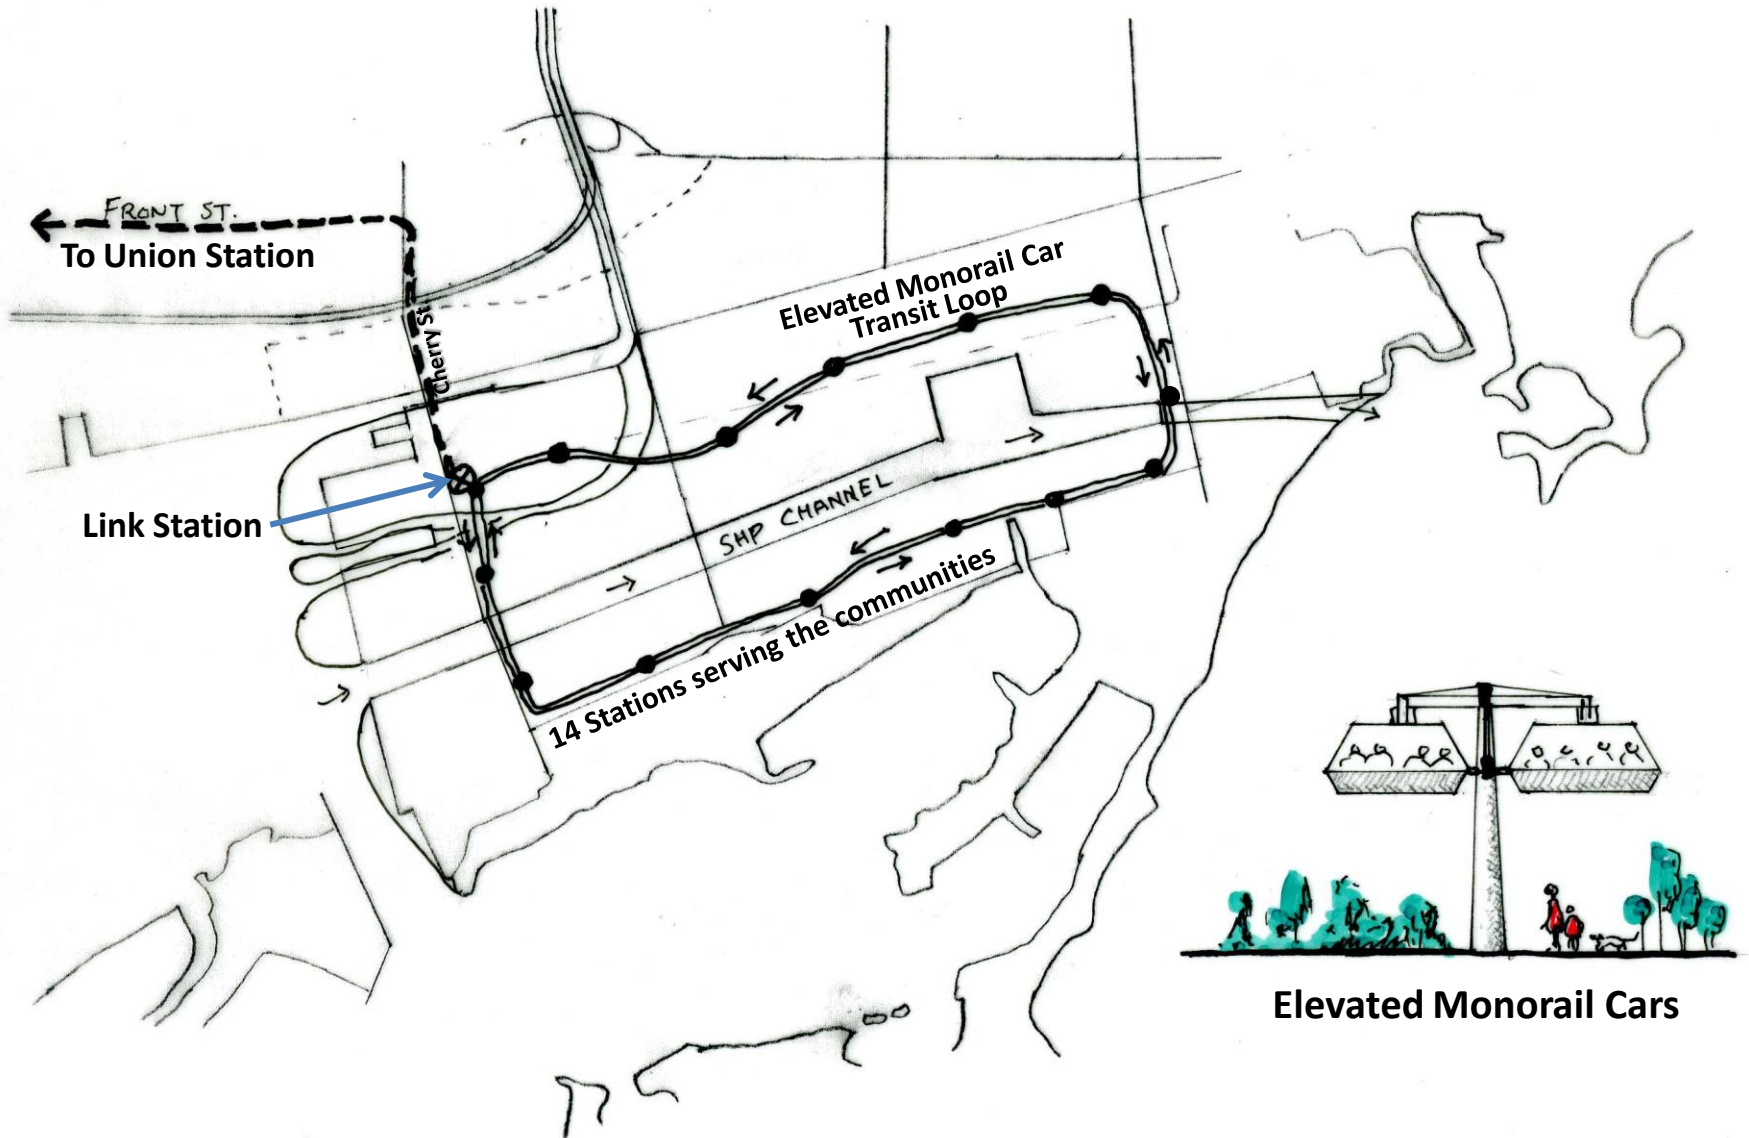 FRONT ST.
To Union Station
Cherry St.
Elevated Monorail Car
Transit Loop
Link Station
SHP CHANNEL
14 Stations serving the communities
Elevated Monorail Cars